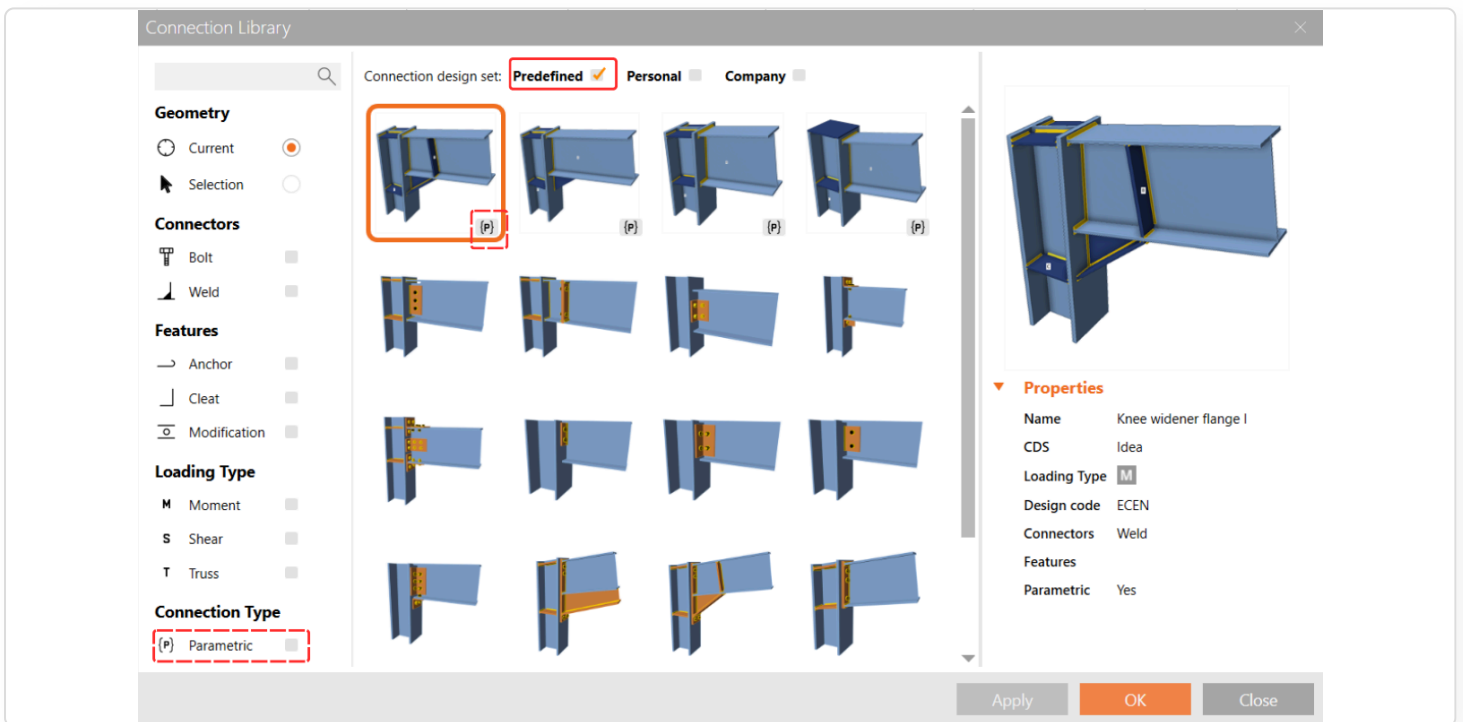 Connection Library
Connection design set: Predefined Personal Company
Geometry
Current
Selection
Connectors
Bolt
Weld
Features
Anchor
Cleat
Modification
Loading Type
M Moment
S Shear
T Truss
Connection Type
{P} Parametric
{P}
{P}
{P}
{P}
Properties
Name Knee widener flange I
CDS Idea
Loading Type M
Design code ECEN
Connectors Weld
Features
Parametric Yes
Apply
OK
Close